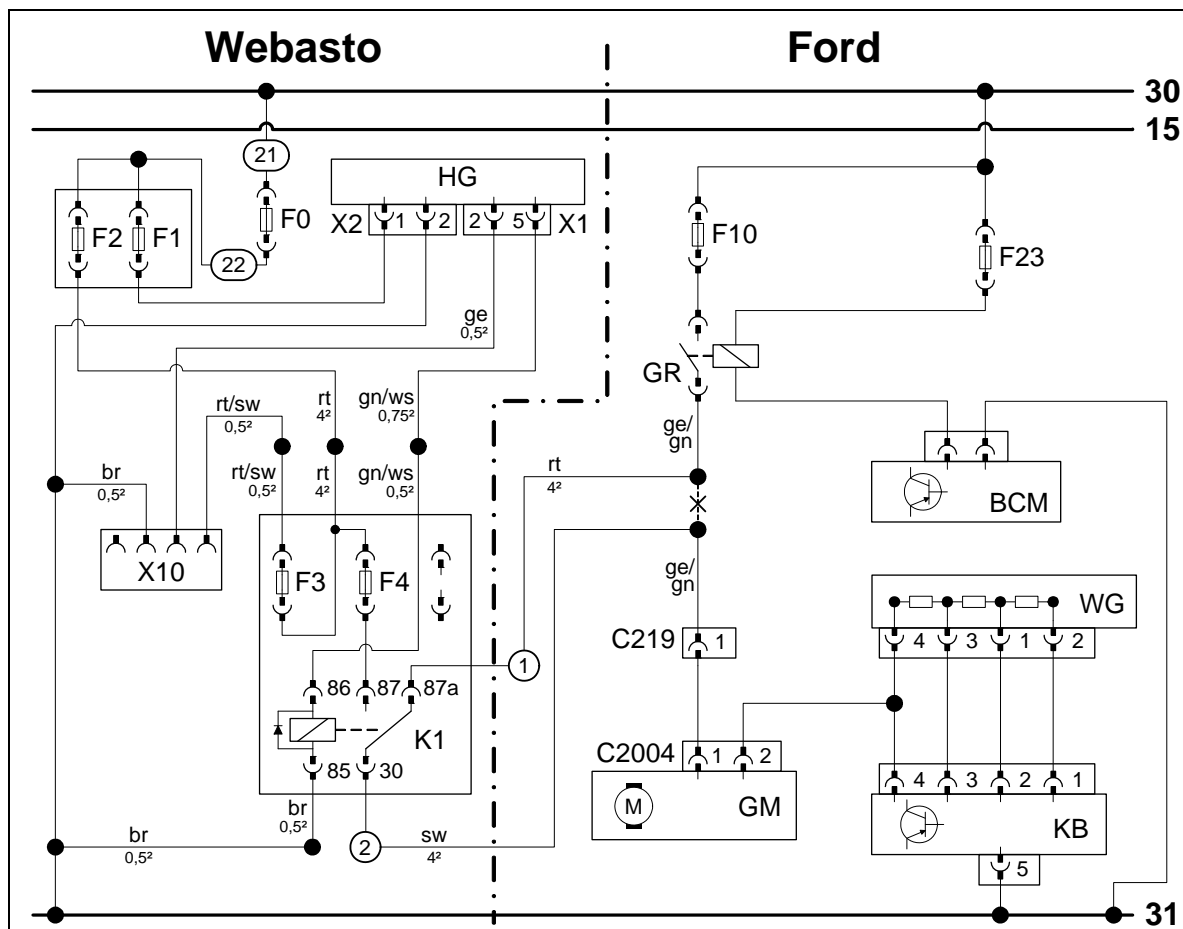 Webasto
Ford
30
15
21
HG
F2
F1
F0
22
X2
1
2
2
5
X1
F10
F23
ge
0,5²
GR
rt/sw
0,5²
rt
4²
gn/ws
0,75²
ge/
gn
br
0,5²
rt/sw
0,5²
rt
4²
gn/ws
0,5²
rt
4²
BCM
X10
F3
F4
ge/
gn
WG
4
3
1
2
C219
1
1
86
87
87a
K1
85
30
C2004
1
2
M
GM
4
3
2
1
KB
5
br
0,5²
br
0,5²
2
sw
4²
31